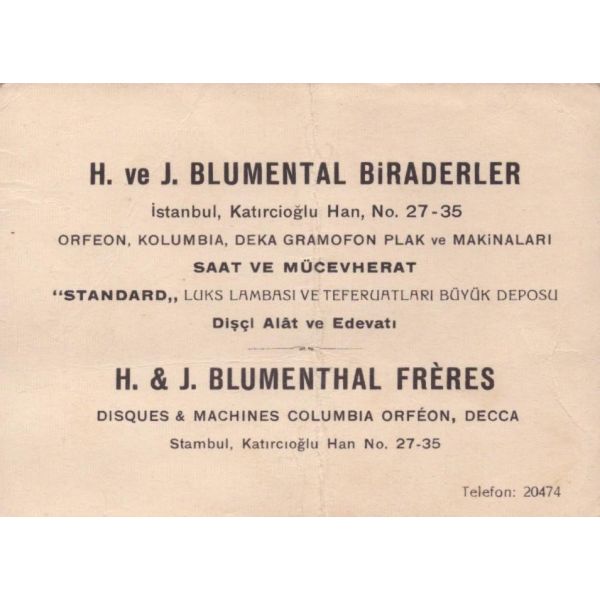 H. ve J. BLUMENTAL BiRADERLER
İstanbul, Katırcioğlu Han, No. 27-35
ORFEON, KOLUMBIA, DEKA GRAMOFON PLAK ve MAKiNALARI
SAAT VE MÜCEVHERAT
"STANDARD,, LUKS LAMBASI VE TEFERUATLARI BÜYÜK DEPOSU
Dişçi Alât ve Edevatı
H. & J. BLUMENTHAL FRÈRES
DISQUES & MACHINES COLUMBIA ORFÉON, DECCA
Stambul, Katırcıoğlu Han No. 27-35
Telefon: 20474